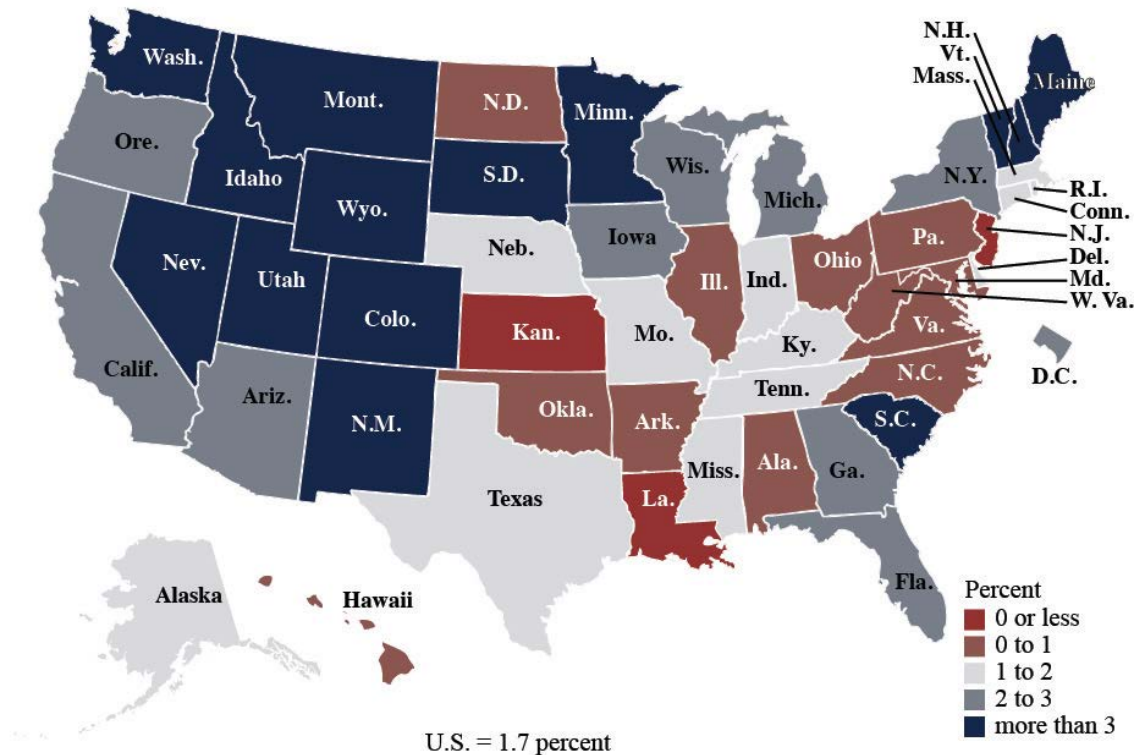 N.H.
Vt.
Mass.
Wash.
Mont.
N.D.
Minn.
Maine
Ore.
Idaho
S.D.
Wis.
Mich.
N.Y.
Wyo.
R.I.
Conn.
N.J.
Del.
Md.
W. Va.
Nev.
Utah
Colo.
Neb.
Iowa
Ill.
Ind.
Ohio
Pa.
Calif.
Kan.
Mo.
Ky.
Va.
Ariz.
N.M.
Okla.
Ark.
Tenn.
N.C.
D.C.
Texas
La.
Miss.
Ala.
Ga.
S.C.
Alaska
Hawaii
Fla.
Percent
0 or less
0 to 1
1 to 2
2 to 3
more than 3
U.S. = 1.7 percent